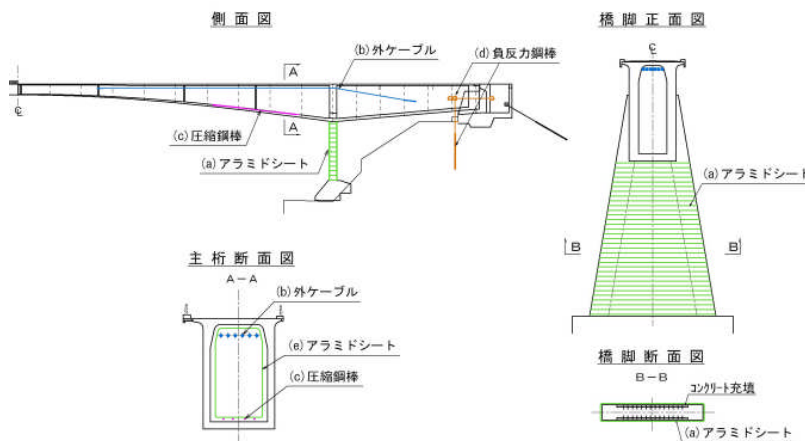 側面図
橋脚正面図
℄
A
(b)外ケーブル
(d)負反力鋼棒
℄
(c)圧縮鋼棒
A
(a)アラミドシート
(a)アラミドシート
B
B
主桁断面図
A-A
(b)外ケーブル
(e)アラミドシート
(c)圧縮鋼棒
橋脚断面図
B-B
コンクリート充填
(a)アラミドシート